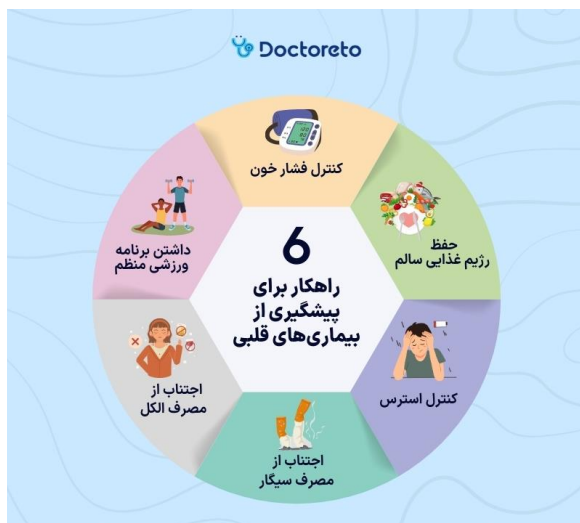 Doctoreto
کنترل فشار خون
حفظ
رژیم غذایی سالم
کنترل استرس
اجتناب از
مصرف سیگار
اجتناب از
مصرف الکل
داشتن برنامه
ورزشی منظم
6
راهکار برای
پیشگیری از
بیماری‌های قلبی